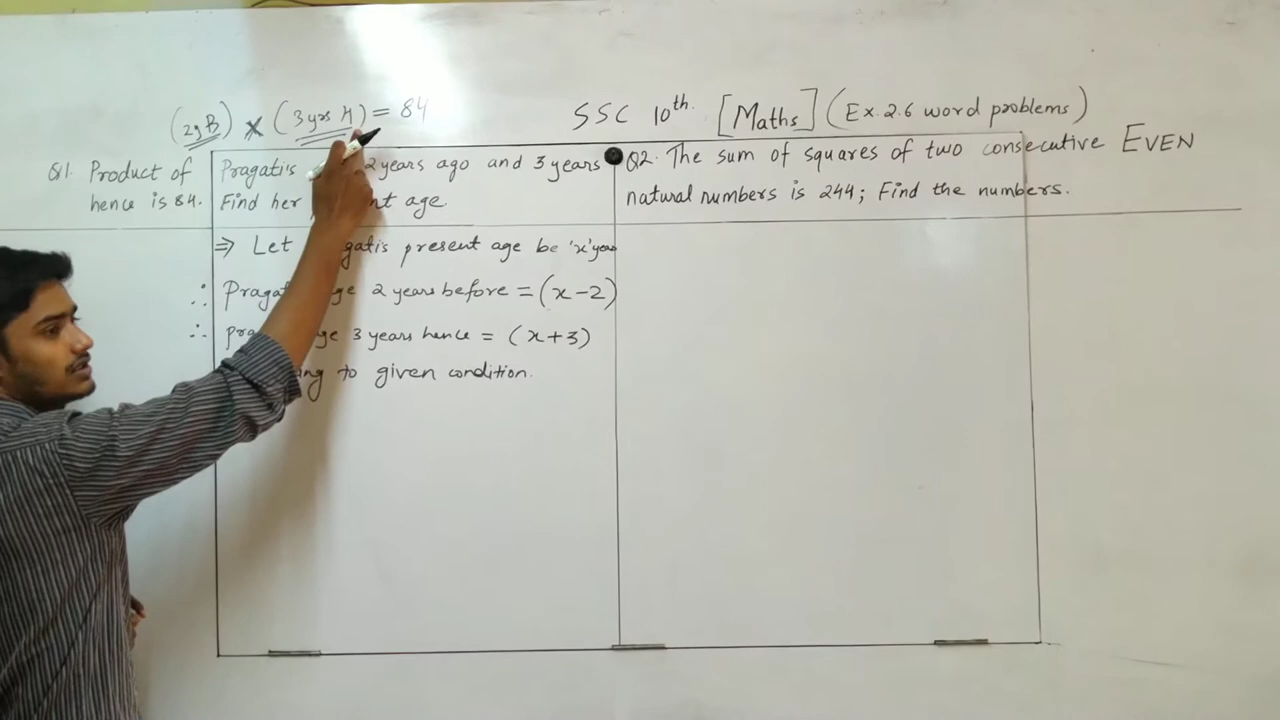 (2yB) × (3yrs H) = 84
SSC 10th. [Maths] (Ex. 2.6 word problems)
Q1. Product of Pragatis 2 years ago and 3 years
hence is 84. Find her age
⇒ Let present age be 'x' years
∴ 2 years before = (x-2)
∴ 3 years hence = (x+3)
to given condition.
Q2. The sum of squares of two consecutive EVEN
natural numbers is 244; Find the numbers.